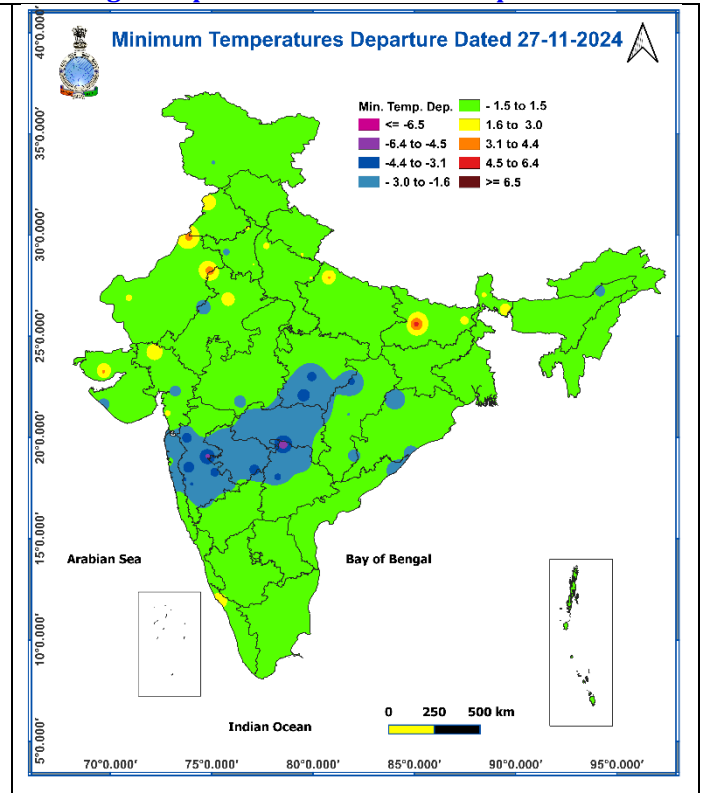 Minimum Temperatures Departure Dated 27-11-2024
Min. Temp. Dep.
<= -6.5
-6.4 to -4.5
-4.4 to -3.1
- 3.0 to -1.6
- 1.5 to 1.5
1.6 to 3.0
3.1 to 4.4
4.5 to 6.4
>= 6.5
40°0.000'
35°0.000'
30°0.000'
25°0.000'
20°0.000'
15°0.000'
10°0.000'
5°0.000'
Arabian Sea
Bay of Bengal
Indian Ocean
0 250 500 km
70°0.000' 75°0.000' 80°0.000' 85°0.000' 90°0.000' 95°0.000'